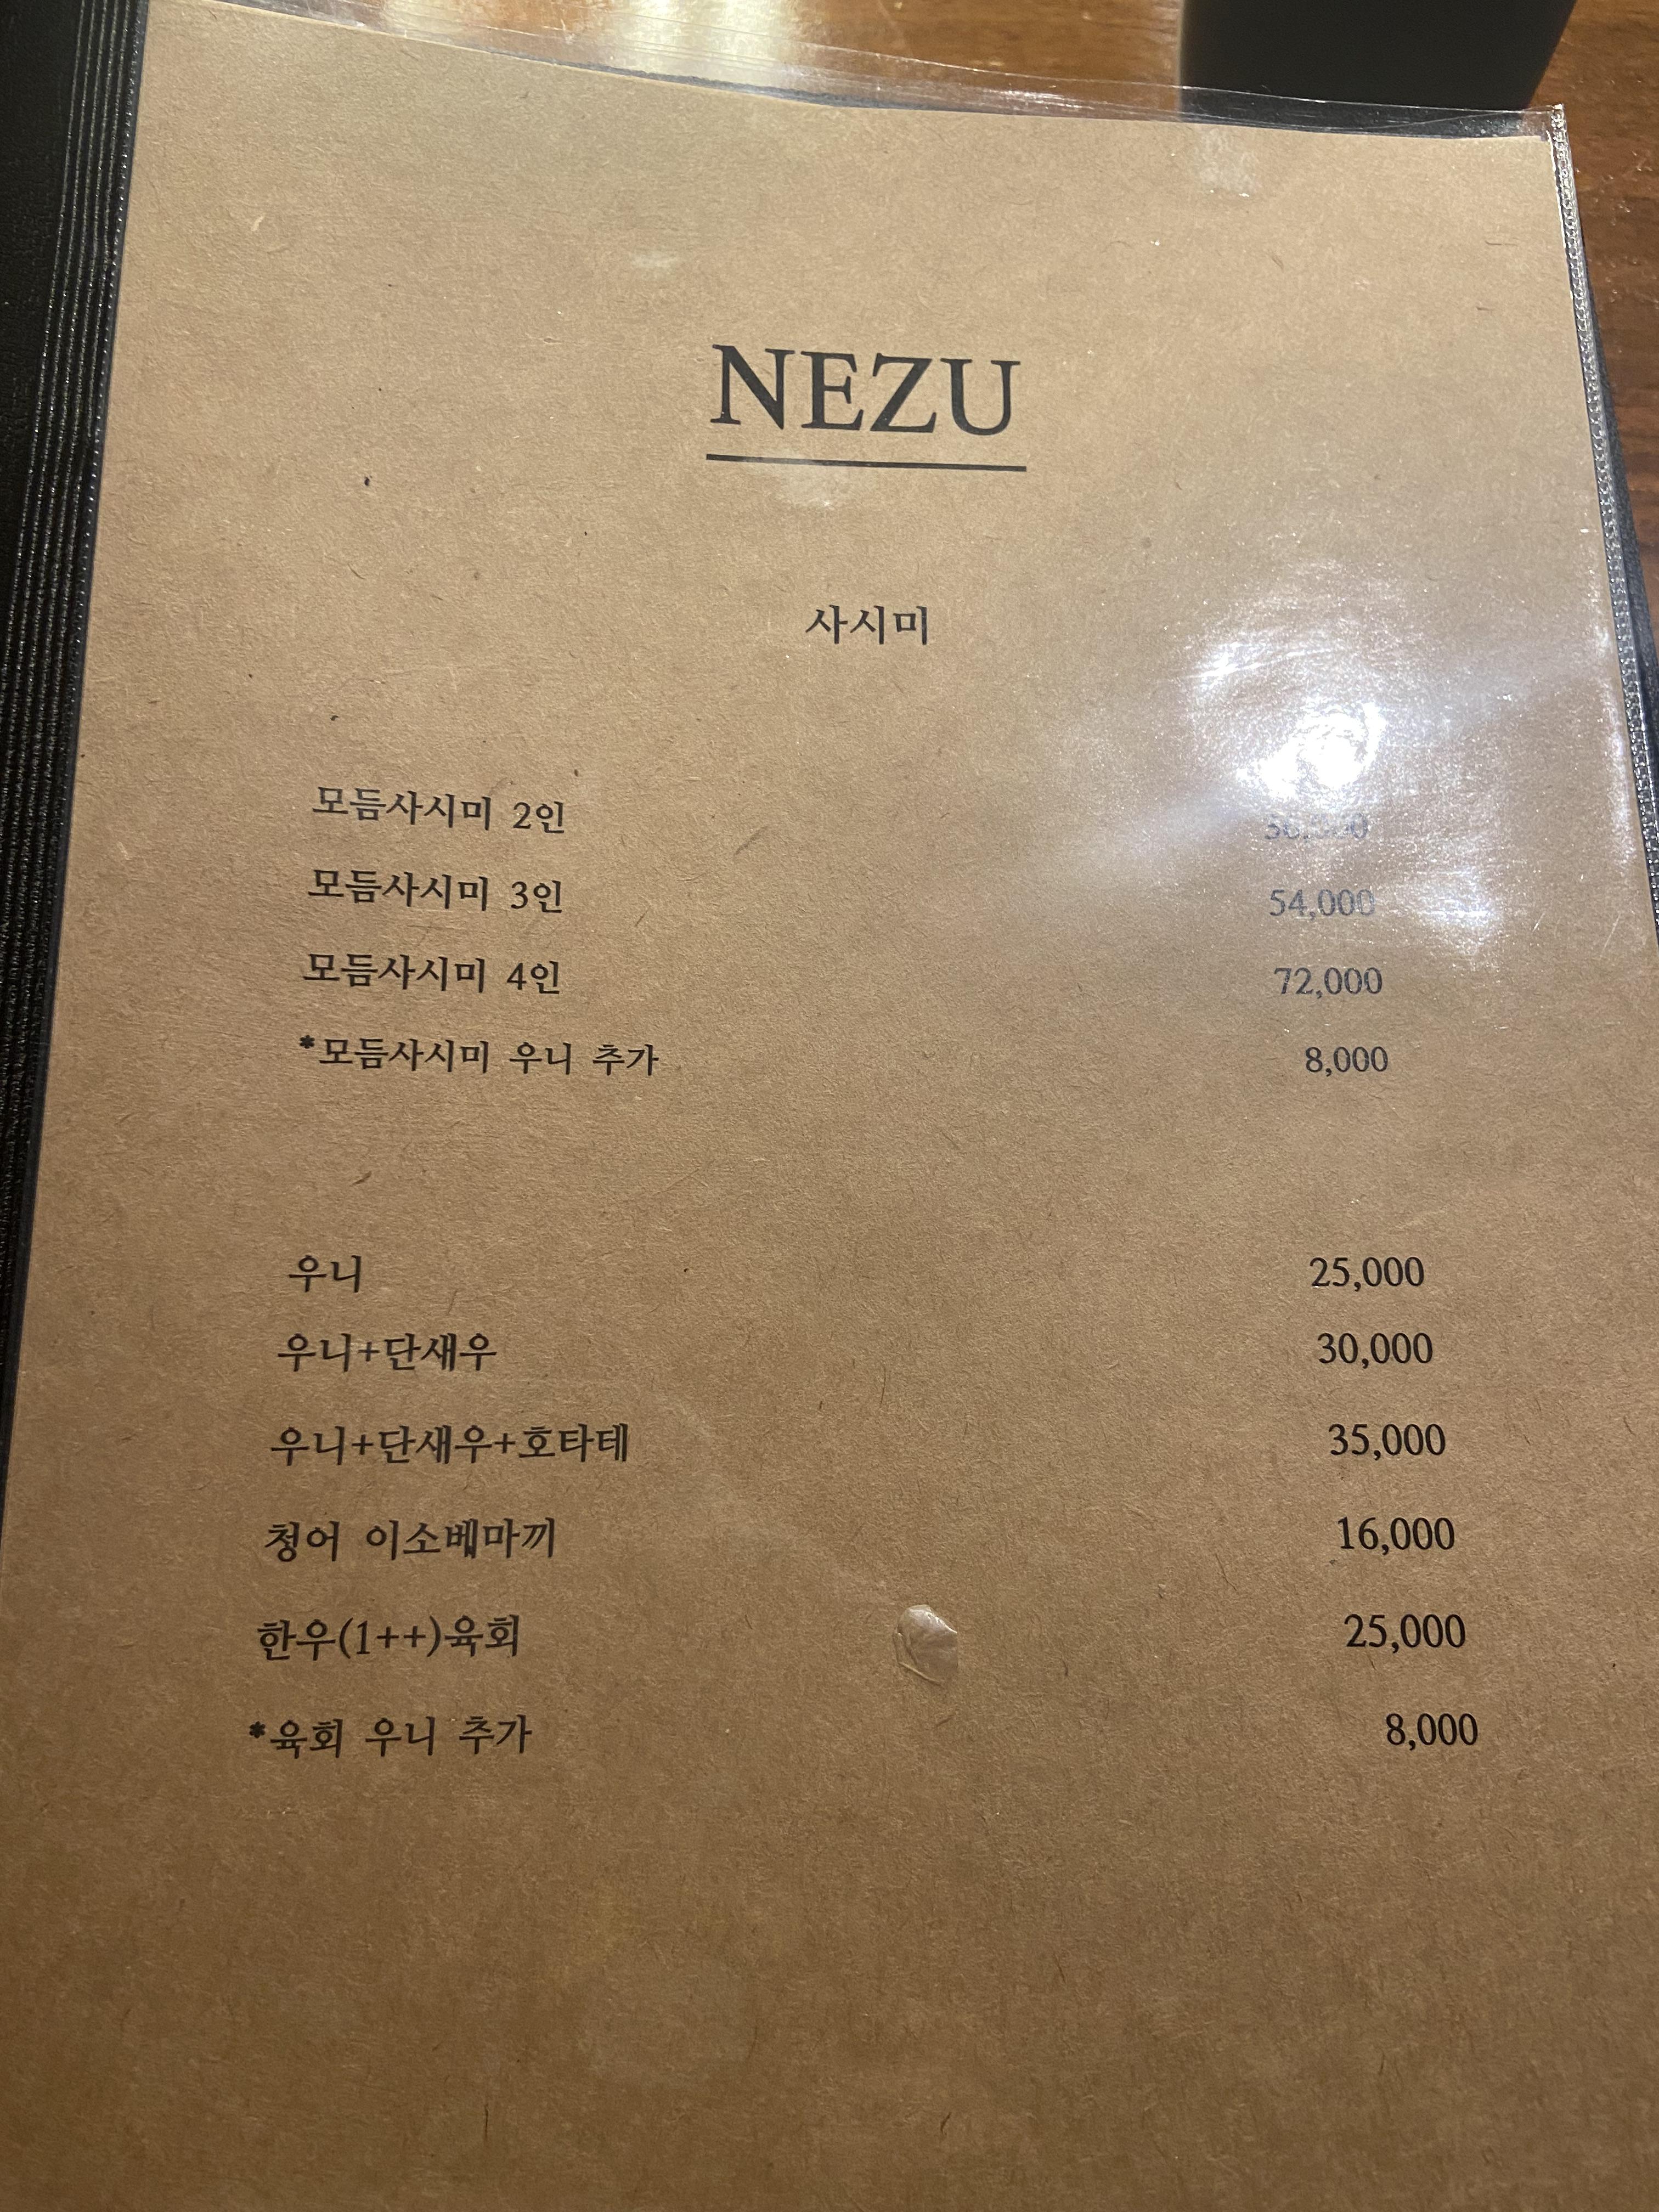 NEZU
사시미
모듬사시미 2인
모듬사시미 3인 54,000
모듬사시미 4인 72,000
*모듬사시미 우니 추가 8,000
우니 25,000
우니+단새우 30,000
우니+단새우+호타테 35,000
청어 이소베마끼 16,000
한우(1++)육회 25,000
*육회 우니 추가 8,000